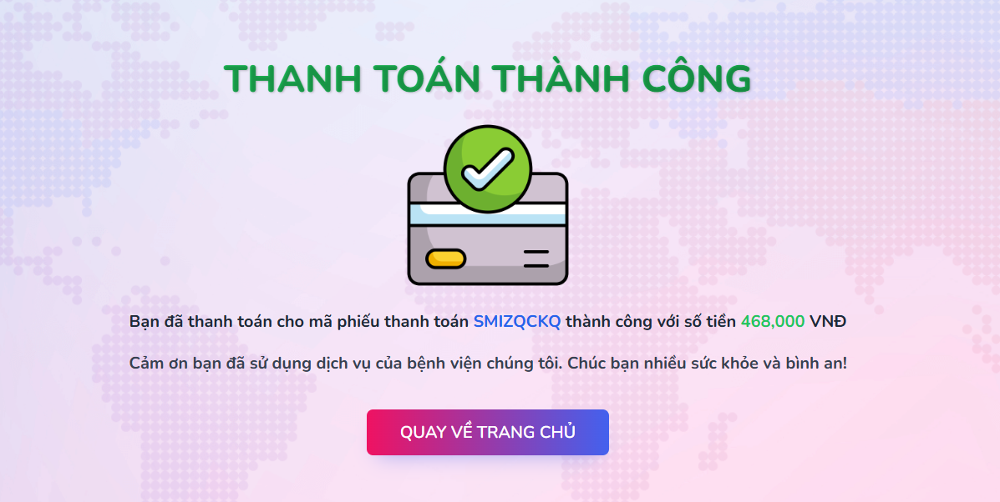 THANH TOÁN THÀNH CÔNG
Bạn đã thanh toán cho mã phiếu thanh toán SMIZQCKQ thành công với số tiền 468,000 VNĐ
Cảm ơn bạn đã sử dụng dịch vụ của bệnh viện chúng tôi. Chúc bạn nhiều sức khỏe và bình an!
QUAY VỀ TRANG CHỦ